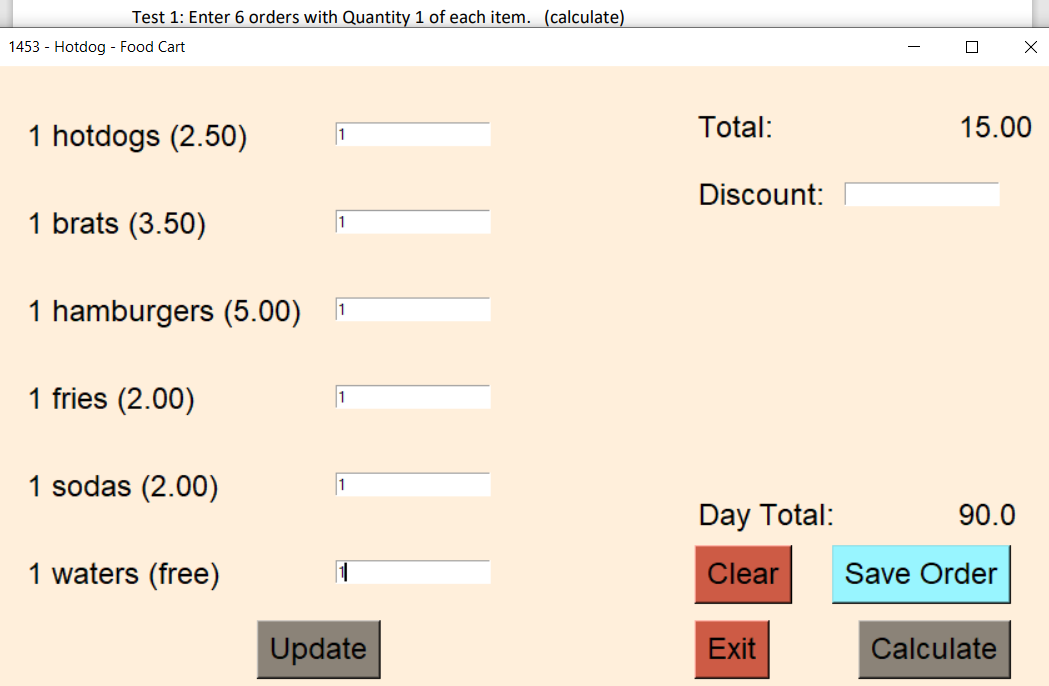 Test 1: Enter 6 orders with Quantity 1 of each item. (calculate)
1453 - Hotdog - Food Cart
1 hotdogs (2.50) 1
Total: 15.00
Discount:
1 brats (3.50) 1
1 hamburgers (5.00) 1
1 fries (2.00) 1
1 sodas (2.00) 1
Day Total: 90.0
1 waters (free) 1
Clear Save Order
Update Exit Calculate